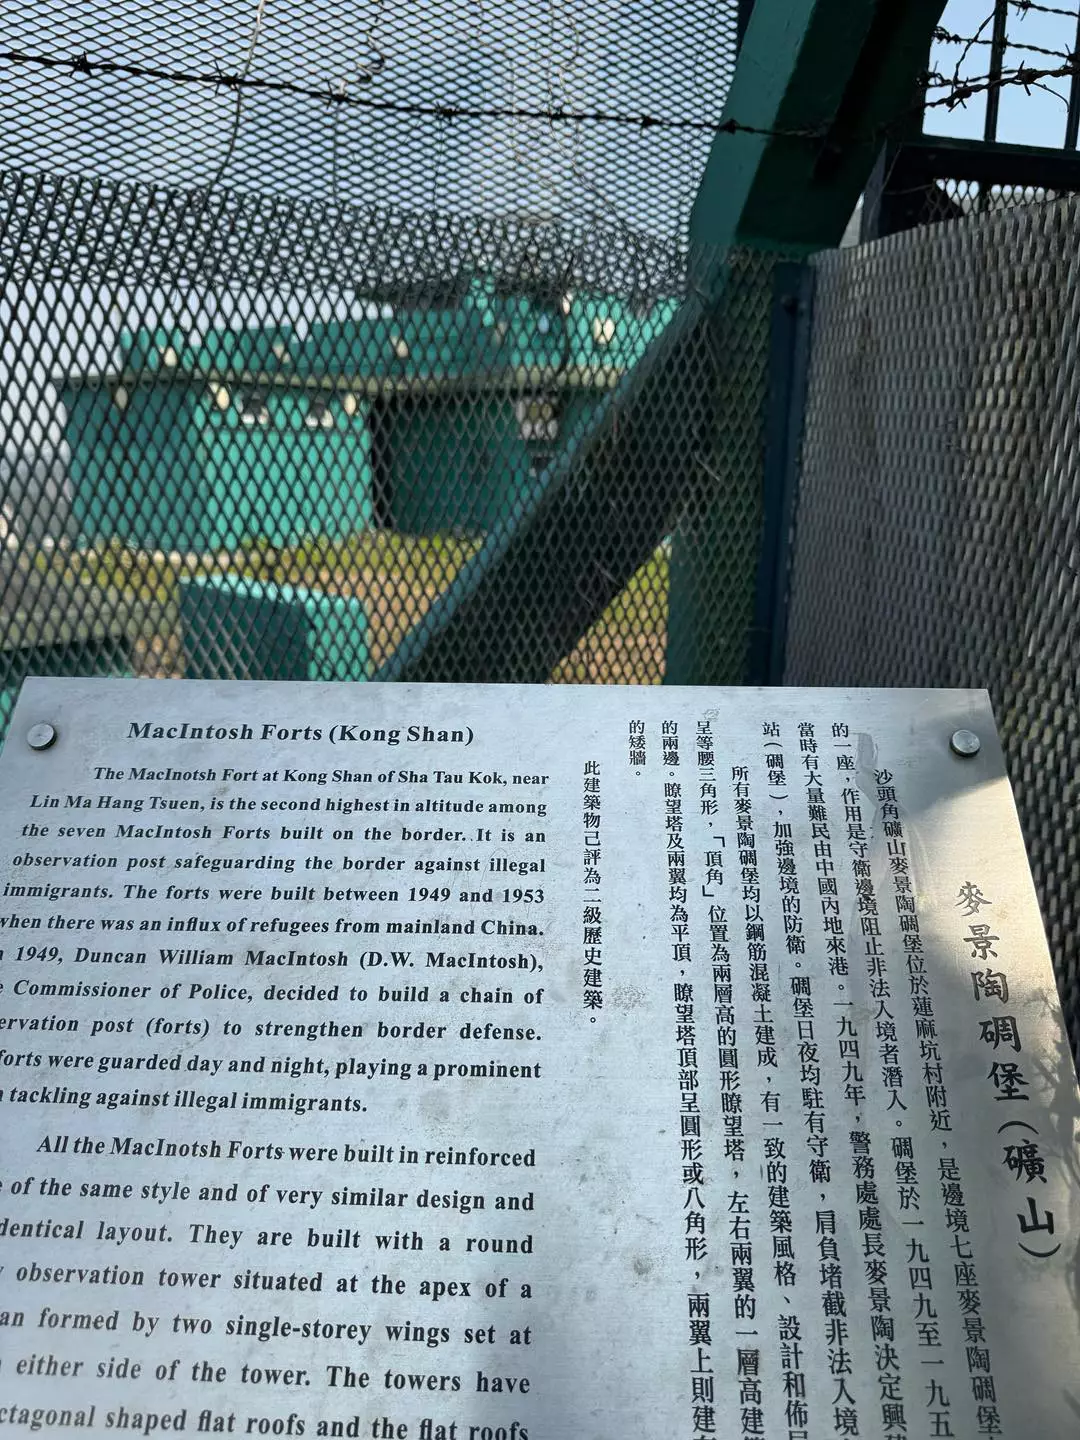 MacIntosh Forts (Kong Shan)
The MacInotsh Fort at Kong Shan of Sha Tau Kok, near
Lin Ma Hang Tsuen, is the second highest in altitude among
the seven MacIntosh Forts built on the border. It is an
observation post safeguarding the border against illegal
immigrants. The forts were built between 1949 and 1953
when there was an influx of refugees from mainland China.
1949, Duncan William MacIntosh (D.W. MacIntosh),
Commissioner of Police, decided to build a chain of
ervation post (forts) to strengthen border defense.
forts were guarded day and night, playing a prominent
tackling against illegal immigrants.
All the MacInotsh Forts were built in reinforced
of the same style and of very similar design and
dentical layout. They are built with a round
observation tower situated at the apex of a
an formed by two single-storey wings set at
either side of the tower. The towers have
ctagonal shaped flat roofs and the flat roofs
麥景陶碉堡(礦山)
沙頭角礦山麥景陶碉堡位於蓮麻坑村附近，是邊境七座麥景陶碉堡
的一座，作用是守衛邊境阻止非法入境者潛入。碉堡於一九四九至一九五
當時有大量難民由中國內地來港。一九四九年，警務處處長麥景陶決定興建
站(碉堡)，加強邊境的防衛。碉堡日夜均駐有守衛，肩負堵截非法入境
所有麥景陶碉堡均以鋼筋混凝土建成，有一致的建築風格、設計和佈局
呈等腰三角形，「頂角」位置為兩層高的圓形瞭望塔，左右兩翼的一層高建築
的兩邊。瞭望塔及兩翼均為平頂，瞭望塔頂部呈圓形或八角形，兩翼上則建
的矮牆。
此建築物己評為二級歷史建築。